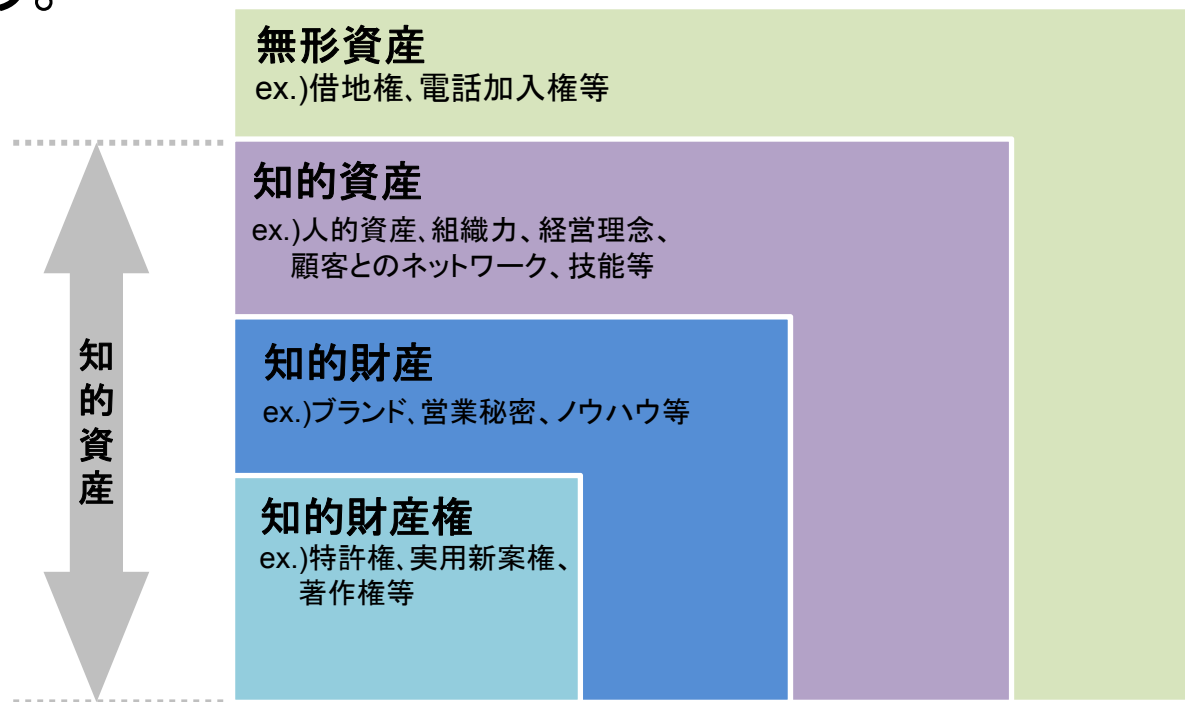 。
無形資産
ex.)借地権、電話加入権等
知的資産
ex.)人的資産、組織力、経営理念、
顧客とのネットワーク、技能等
知的資産
知的財産
ex.)ブランド、営業秘密、ノウハウ等
知的財産権
ex.)特許権、実用新案権、
著作権等